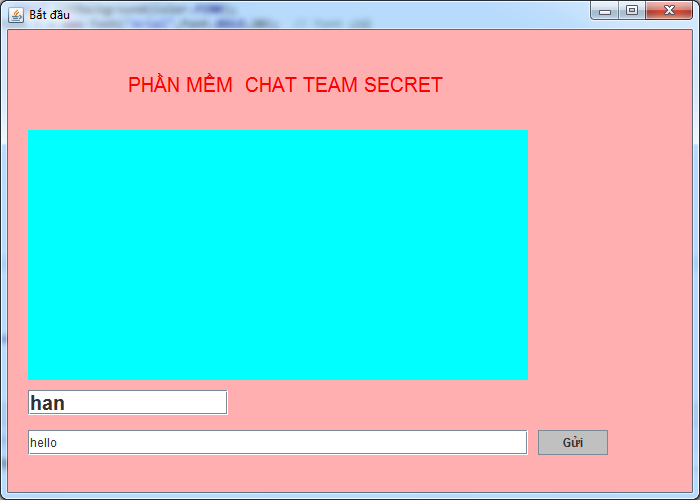 Bắt đầu
PHẦN MỀM  CHAT TEAM SECRET
han
hello
Gửi